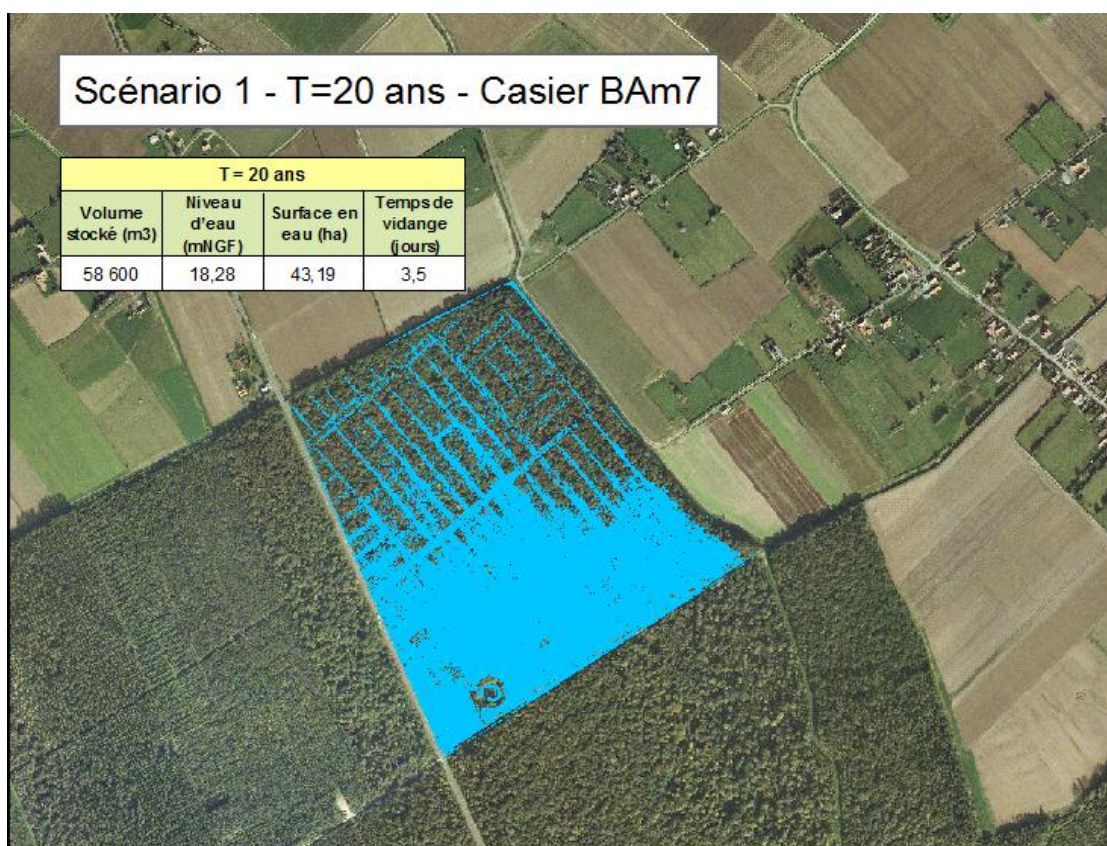 Scénario 1 - T=20 ans - Casier BAm7
T = 20 ans
Volume stocké (m3) Niveau d'eau (mNGF) Surface en eau (ha) Temps de vidange (jours)
58 600 18,28 43,19 3,5